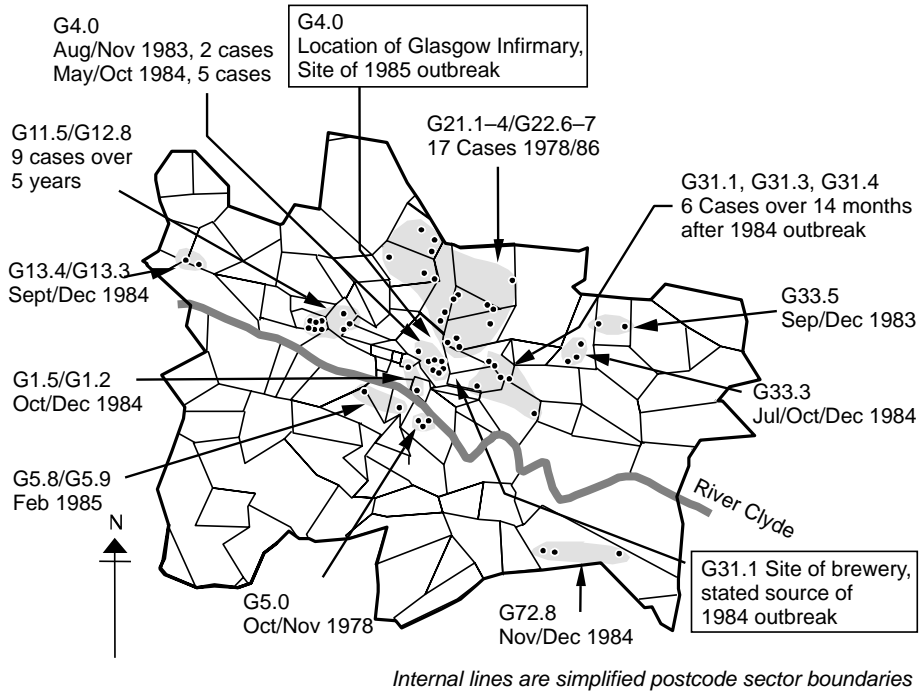 G4.0
Aug/Nov 1983, 2 cases
May/Oct 1984, 5 cases
G4.0
Location of Glasgow Infirmary,
Site of 1985 outbreak
G11.5/G12.8
9 cases over
5 years
G21.1–4/G22.6–7
17 Cases 1978/86
G31.1, G31.3, G31.4
6 Cases over 14 months
after 1984 outbreak
G13.4/G13.3
Sept/Dec 1984
G33.5
Sep/Dec 1983
G1.5/G1.2
Oct/Dec 1984
G33.3
Jul/Oct/Dec 1984
G5.8/G5.9
Feb 1985
River Clyde
N
G5.0
Oct/Nov 1978
G72.8
Nov/Dec 1984
G31.1 Site of brewery,
stated source of
1984 outbreak
Internal lines are simplified postcode sector boundaries